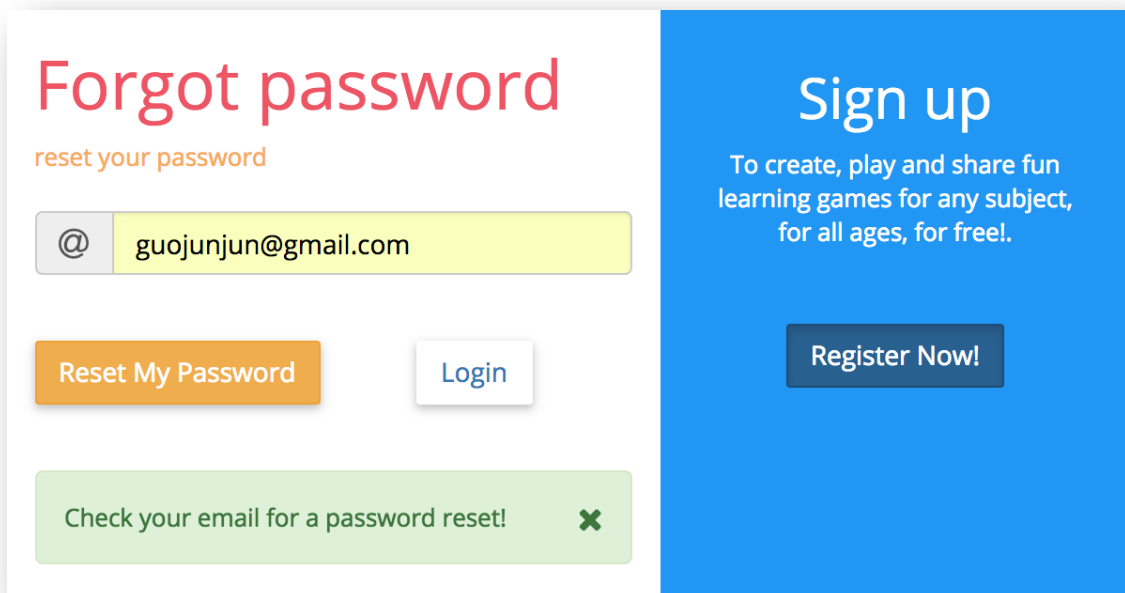 Forgot password
reset your password
@ guojunjun@gmail.com
Reset My Password
Login
Check your email for a password reset! ✖
Sign up
To create, play and share fun
learning games for any subject,
for all ages, for free!.
Register Now!